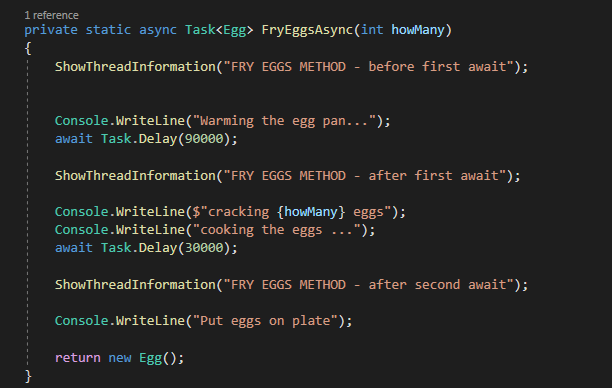 1 reference
private static async Task<Egg> FryEggsAsync(int howMany)
{
ShowThreadInformation("FRY EGGS METHOD - before first await");
Console.WriteLine("Warming the egg pan...");
await Task.Delay(90000);
ShowThreadInformation("FRY EGGS METHOD - after first await");
Console.WriteLine($"cracking {howMany} eggs");
Console.WriteLine("cooking the eggs ...");
await Task.Delay(30000);
ShowThreadInformation("FRY EGGS METHOD - after second await");
Console.WriteLine("Put eggs on plate");
return new Egg();
}